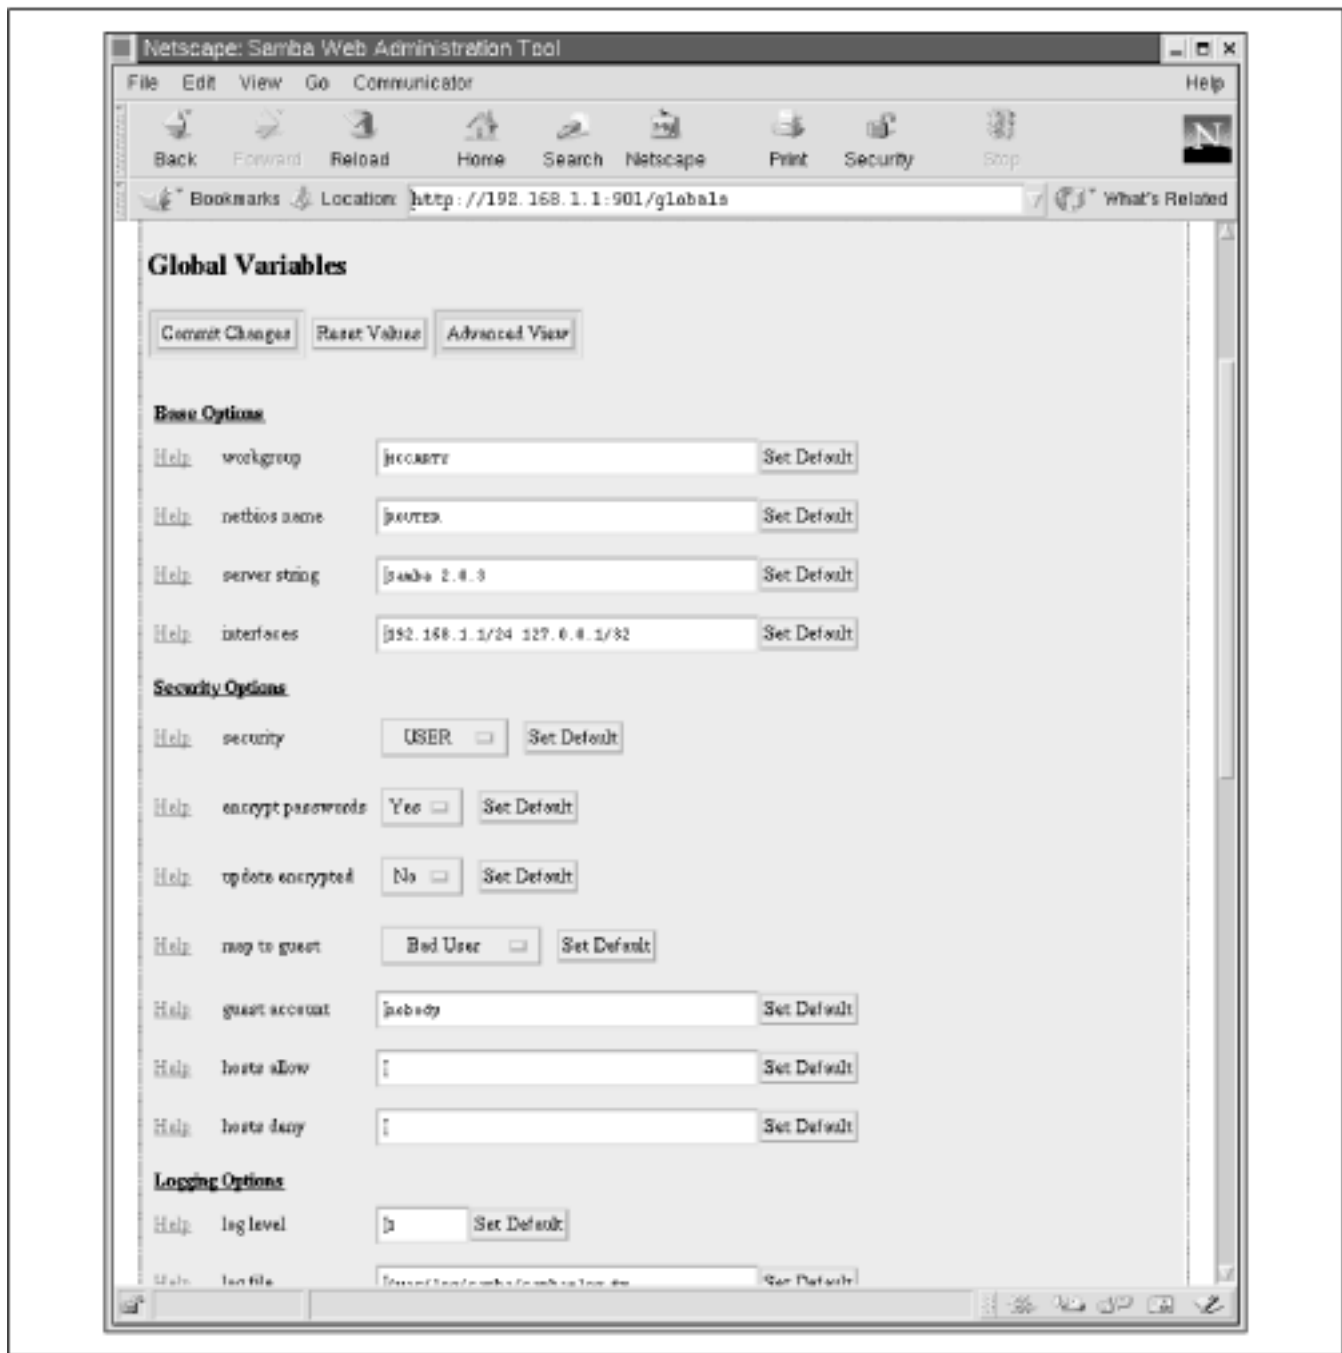 Netscape: Samba Web Administration Tool
File Edit View Go Communicator Help
Back Forward Reload Home Search Netscape Print Security Stop
N
Bookmarks Location: http://192.168.1.1:901/globals What's Related
Global Variables
Commit Changes Reset Values Advanced View
Base Options
Help workgroup MCCARTY Set Default
Help netbios name ROUTER Set Default
Help server string Samba Set Default
Help interfaces 192.168.1.1/24 127.0.0.1/32 Set Default
Security Options
Help security USER Set Default
Help encrypt passwords Yes Set Default
Help update encrypted No Set Default
Help map to guest Bad User Set Default
Help guest account nobody Set Default
Help hosts allow Set Default
Help hosts deny Set Default
Logging Options
Help log level Set Default
Help log file Set Default